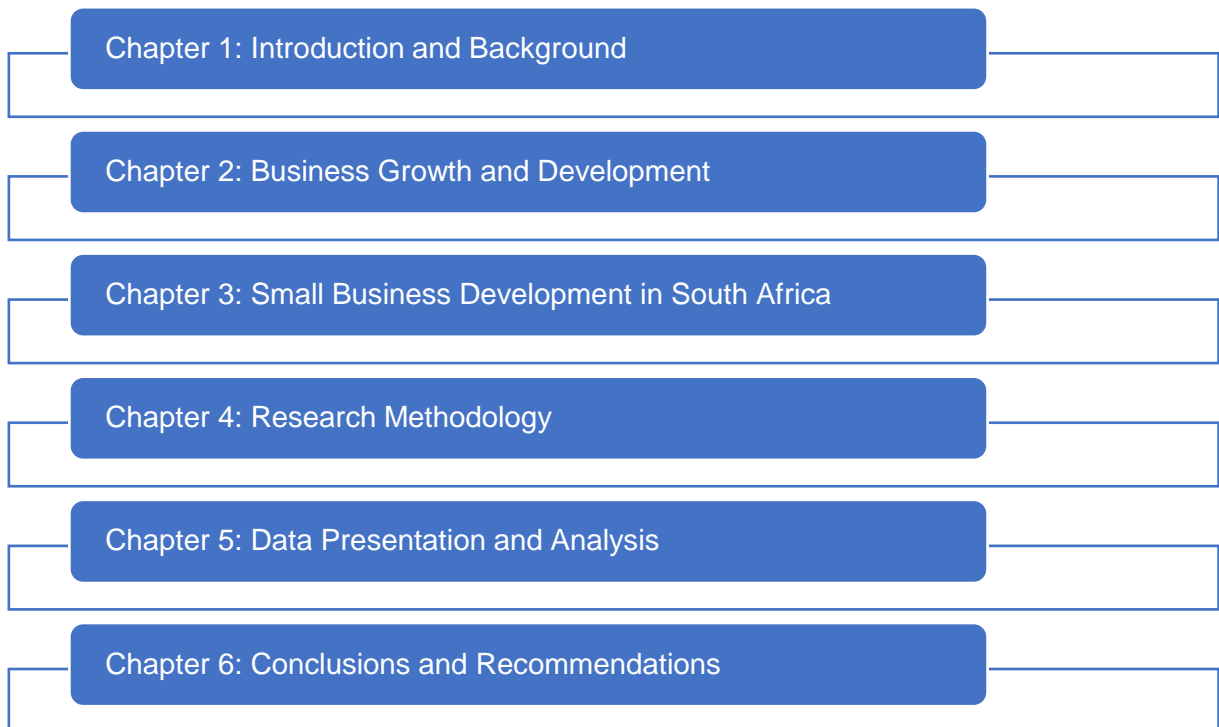 Chapter 1: Introduction and Background
Chapter 2: Business Growth and Development
Chapter 3: Small Business Development in South Africa
Chapter 4: Research Methodology
Chapter 5: Data Presentation and Analysis
Chapter 6: Conclusions and Recommendations